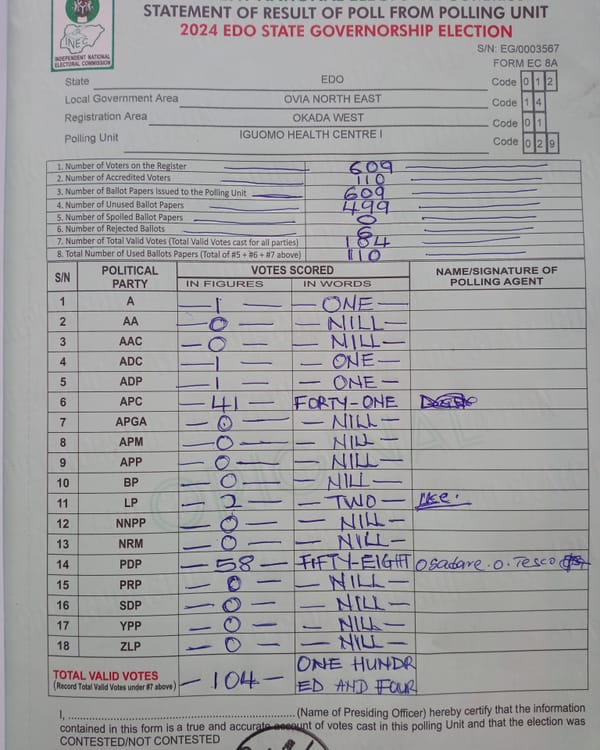 STATEMENT OF RESULT OF POLL FROM POLLING UNIT
2024 EDO STATE GOVERNORSHIP ELECTION
INEC
INDEPENDENT NATIONAL
ELECTORAL COMMISSION
S/N: EG/0003567
FORM EC 8A
State EDO Code 0 1 2
Local Government Area OVIA NORTH EAST Code 1 4
Registration Area OKADA WEST Code 0 1
Polling Unit IGUOMO HEALTH CENTRE I Code 0 2 9
1. Number of Voters on the Register 609
2. Number of Accredited Voters 110
3. Number of Ballot Papers Issued to the Polling Unit 609
4. Number of Unused Ballot Papers 499
5. Number of Spoiled Ballot Papers 0
6. Number of Rejected Ballots 6
7. Number of Total Valid Votes (Total Valid Votes cast for all parties) 184
8. Total Number of Used Ballots Papers (Total of #5 + #6 + #7 above) 110
S/N POLITICAL PARTY VOTES SCORED NAME/SIGNATURE OF POLLING AGENT
IN FIGURES IN WORDS
1 A — 1 — — ONE —
2 AA — 0 — — NILL —
3 AAC — 0 — — NILL —
4 ADC — 1 — — ONE —
5 ADP — 1 — — ONE —
6 APC — 41 — FORTY-ONE
7 APGA — 0 — — NILL —
8 APM — 0 — — NILL —
9 APP — 0 — — NILL —
10 BP — 0 — — NILL —
11 LP — 2 — — TWO —
12 NNPP — 0 — — NILL —
13 NRM — 0 — — NILL —
14 PDP — 58 — FIFTY-EIGHT Osadare . O . Tesco
15 PRP — 0 — — NILL —
16 SDP — 0 — — NILL —
17 YPP — 0 — — NILL —
18 ZLP — 0 — — NILL —
TOTAL VALID VOTES — 104 — ONE HUNDR
(Record Total Valid Votes under #7 above) ED AND FOUR
I, (Name of Presiding Officer) hereby certify that the information
contained in this form is a true and accurate account of votes cast in this polling Unit and that the election was
CONTESTED/NOT CONTESTED